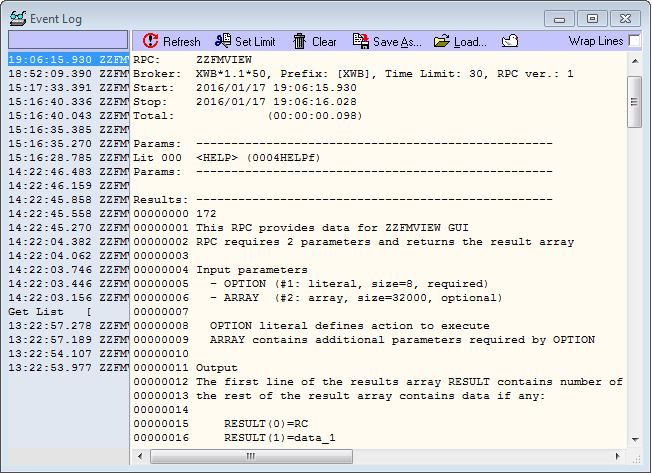 Event Log
Refresh Set Limit Clear Save As... Load... Wrap Lines
19:06:15.930 ZZFM
18:52:09.390 ZZFM
15:17:33.391 ZZFM
15:16:40.336 ZZFM
15:16:40.043 ZZFM
15:16:35.385 ZZFM
15:16:35.270 ZZFM
15:16:28.785 ZZFM
14:22:46.483 ZZFM
14:22:46.159 ZZFM
14:22:45.858 ZZFM
14:22:45.558 ZZFM
14:22:45.270 ZZFM
14:22:04.382 ZZFM
14:22:04.062 ZZFM
14:22:03.746 ZZFM
14:22:03.446 ZZFM
14:22:03.156 ZZFM
Get List [
13:22:57.278 ZZFM
13:22:57.189 ZZFM
13:22:54.107 ZZFM
13:22:53.977 ZZFM
RPC: ZZFMVIEW
Broker: XWB*1.1*50, Prefix: [XWB], Time Limit: 30, RPC ver.: 1
Start: 2016/01/17 19:06:15.930
Stop: 2016/01/17 19:06:16.028
Total: (00:00:00.098)
Params: ---------------------------------------------------
Lit 000 <HELP> (0004HELPf)
Params: ---------------------------------------------------
Results: ---------------------------------------------------
00000000 172
00000001 This RPC provides data for ZZFMVIEW GUI
00000002 RPC requires 2 parameters and returns the result array
00000003
00000004 Input parameters
00000005 - OPTION (#1: literal, size=8, required)
00000006 - ARRAY (#2: array, size=32000, optional)
00000007
00000008 OPTION literal defines action to execute
00000009 ARRAY contains additional parameters required by OPTION
00000010
00000011 Output
00000012 The first line of the results array RESULT contains number of
00000013 the rest of the result array contains data if any:
00000014
00000015 RESULT(0)=RC
00000016 RESULT(1)=data_1